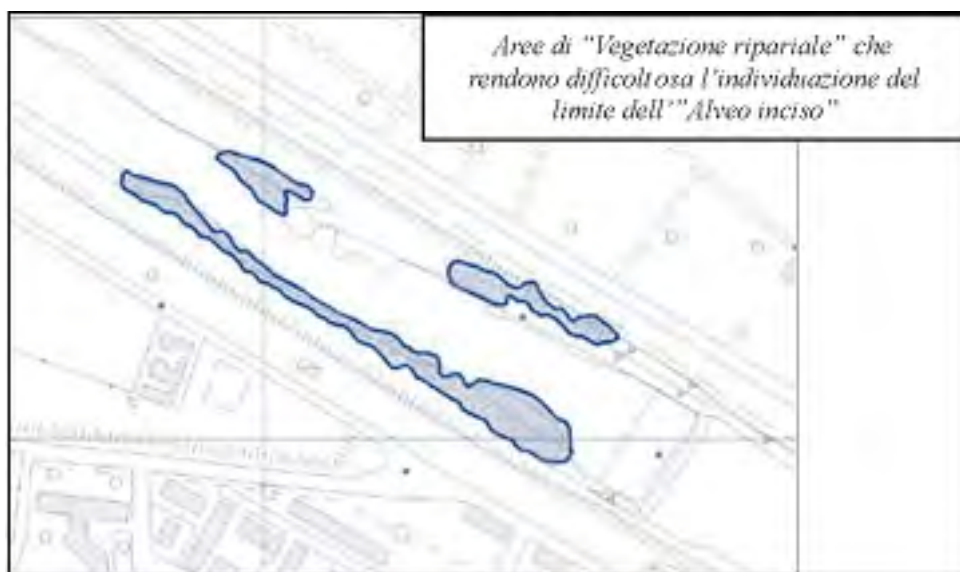 Aree di “Vegetazione ripariale” che
rendono difficoltosa l’individuazione del
limite dell’”Alveo inciso”